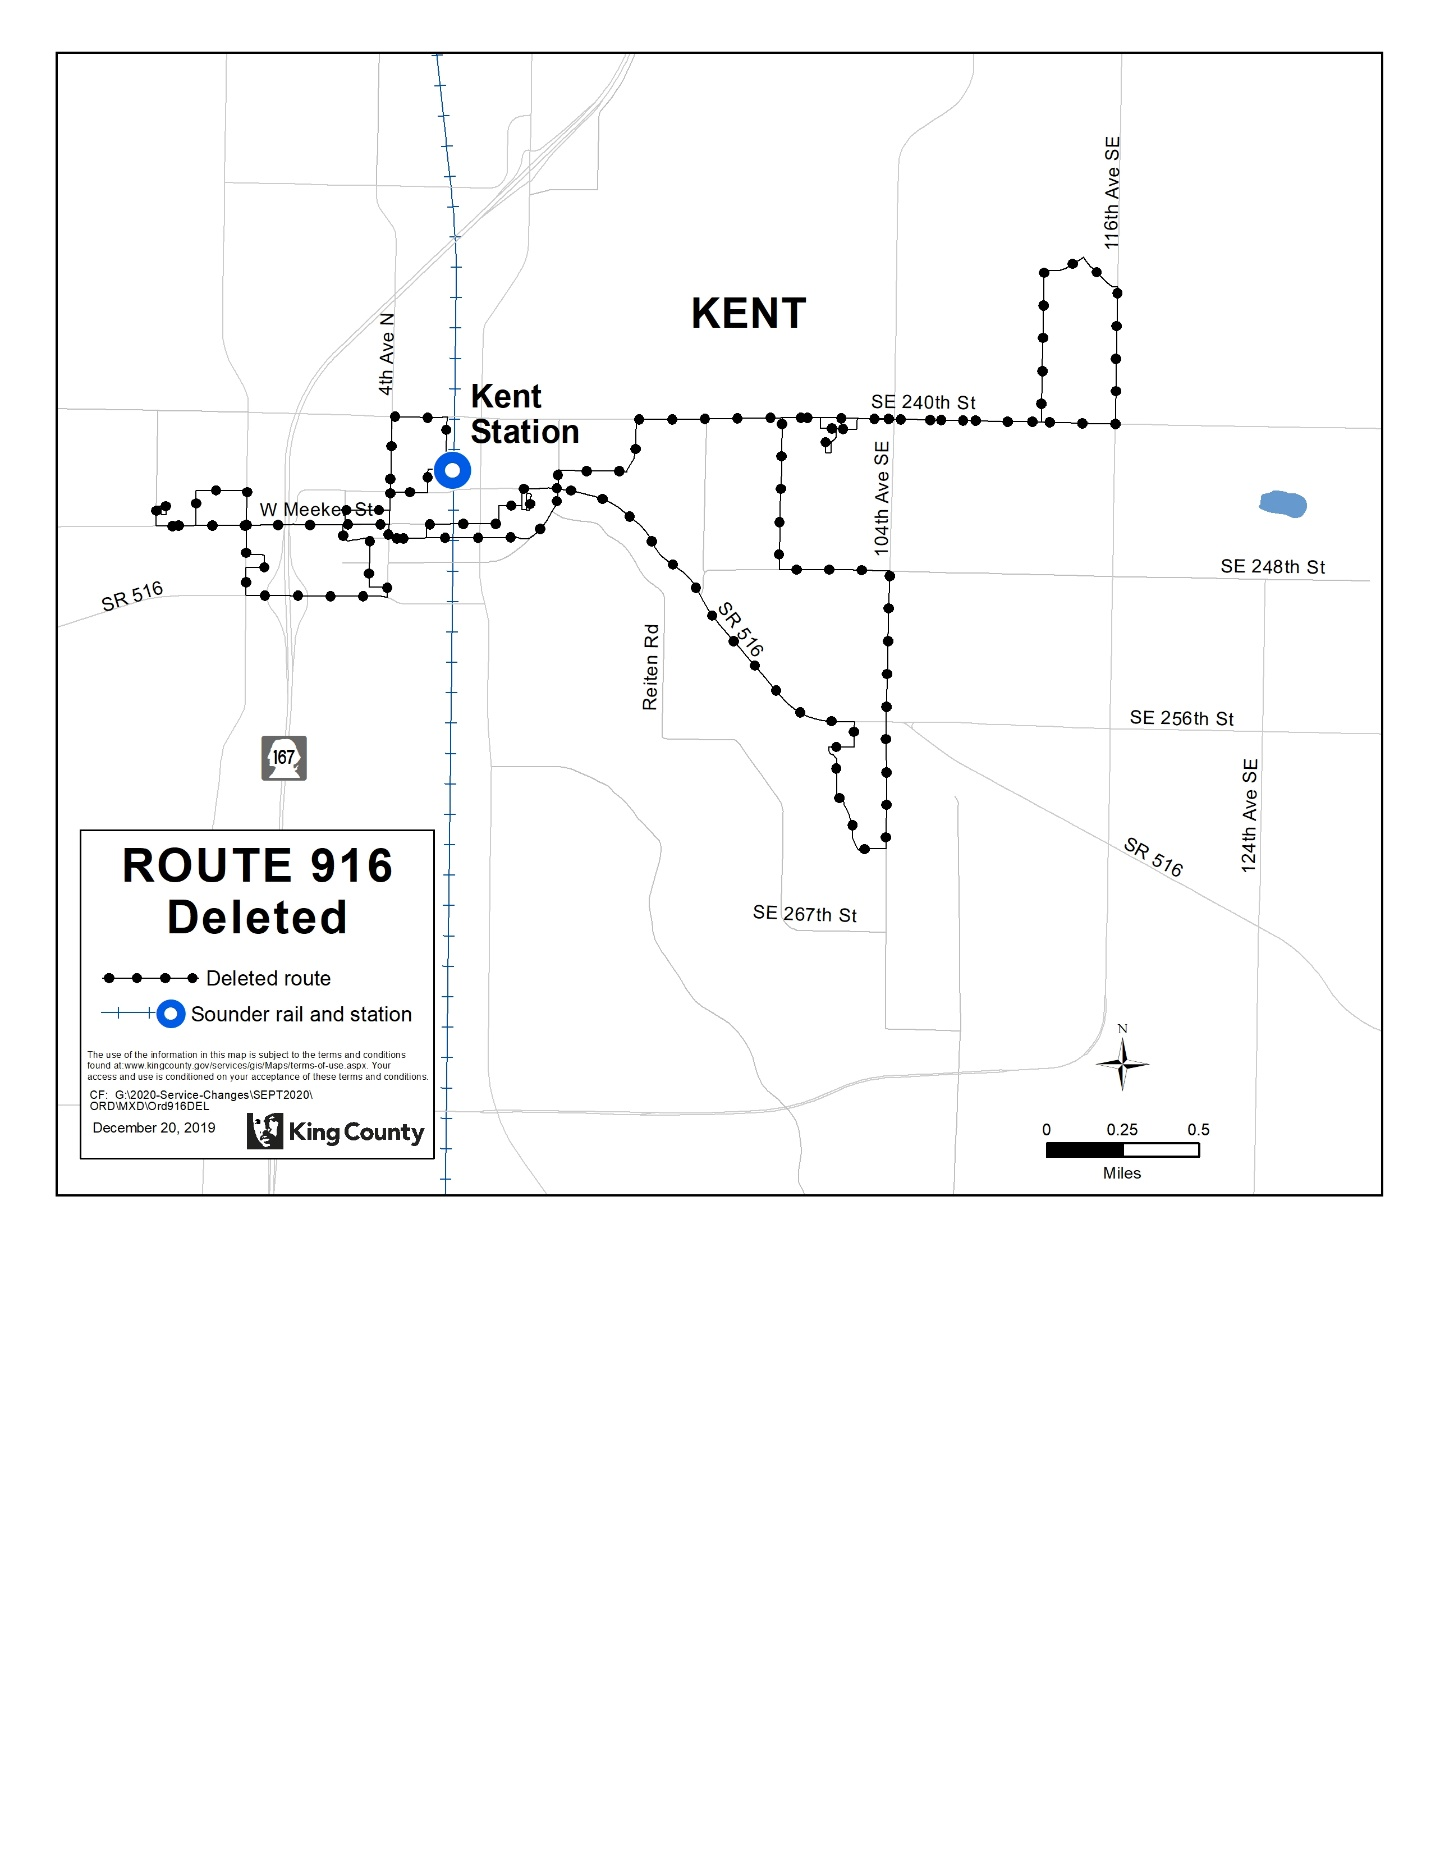 116th Ave SE
KENT
4th Ave N
Kent
Station
SE 240th St
104th Ave SE
W Meeker St
SE 248th St
SR 516
SR 516
Reiten Rd
SE 256th St
167
124th Ave SE
SR 516
SE 267th St
ROUTE 916
Deleted
Deleted route
Sounder rail and station
The use of the information in this map is subject to the terms and conditions
found at:www.kingcounty.gov/services/gis/Maps/terms-of-use.aspx. Your
access and use is conditioned on your acceptance of these terms and conditions.
CF: G:\2020-Service-Changes\SEPT2020\
ORD\MXD\Ord916DEL
December 20, 2019
King County
N
0 0.25 0.5
Miles